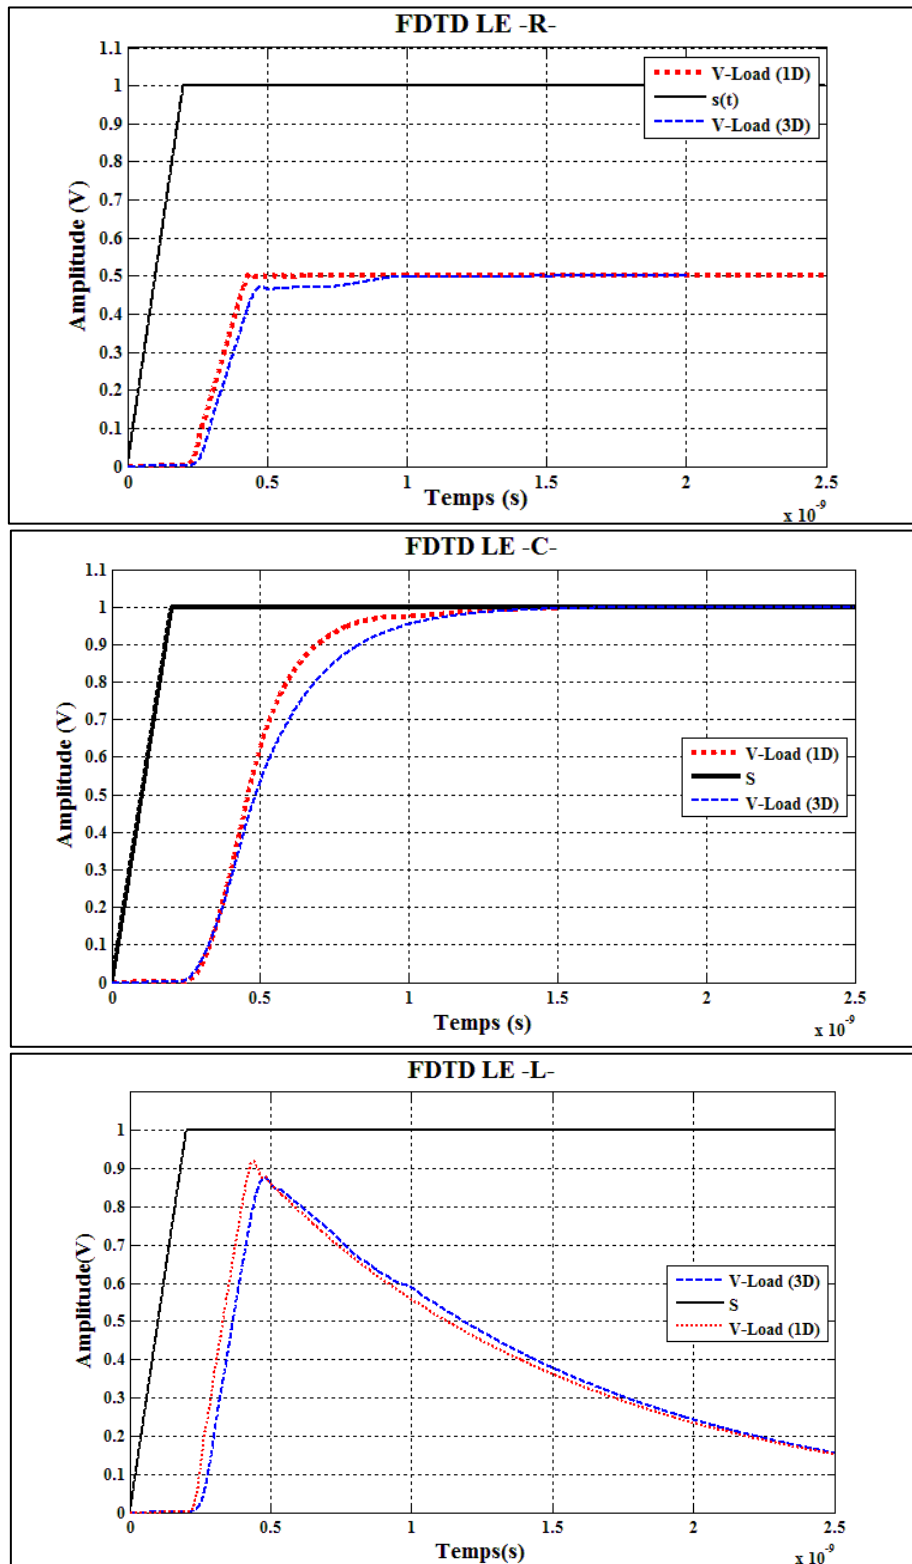 FDTD LE -R-
1.1
1
0.9
0.8
0.7
0.6
0.5
0.4
0.3
0.2
0.1
0
Amplitude (V)
V-Load (1D)
s(t)
V-Load (3D)
0 0.5 1 1.5 2 2.5
Temps (s)
x 10⁻⁹
FDTD LE -C-
1.1
1
0.9
0.8
0.7
0.6
0.5
0.4
0.3
0.2
0.1
0
Amplitude (V)
V-Load (1D)
S
V-Load (3D)
0 0.5 1 1.5 2 2.5
Temps (s)
x 10⁻⁹
FDTD LE -L-
1
0.9
0.8
0.7
0.6
0.5
0.4
0.3
0.2
0.1
0
Amplitude(V)
V-Load (3D)
S
V-Load (1D)
0 0.5 1 1.5 2 2.5
Temps(s)
x 10⁻⁹